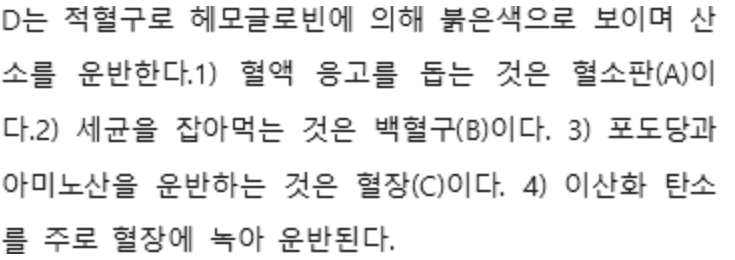 D는 적혈구로 헤모글로빈에 의해 붉은색으로 보이며 산
소를 운반한다.1) 혈액 응고를 돕는 것은 혈소판(A)이
다.2) 세균을 잡아먹는 것은 백혈구(B)이다. 3) 포도당과
아미노산을 운반하는 것은 혈장(C)이다. 4) 이산화 탄소
를 주로 혈장에 녹아 운반된다.